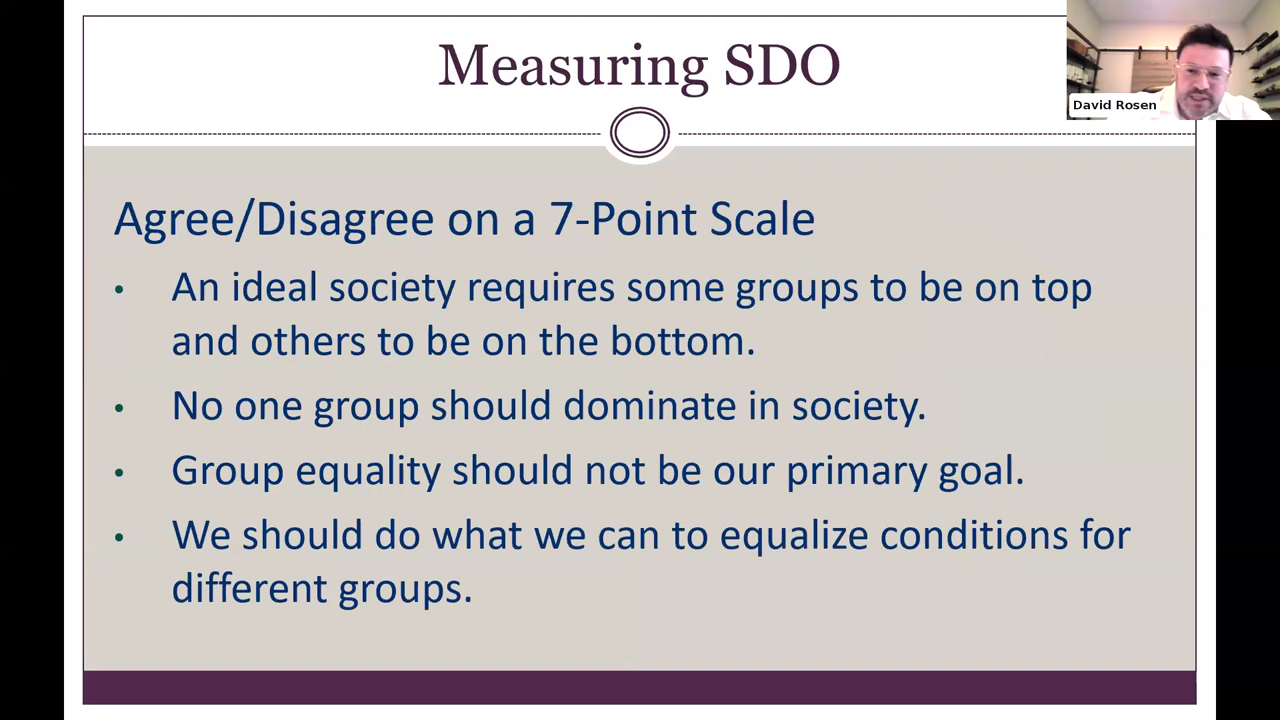 Measuring SDO
David Rosen
Agree/Disagree on a 7-Point Scale
• An ideal society requires some groups to be on top
and others to be on the bottom.
• No one group should dominate in society.
• Group equality should not be our primary goal.
• We should do what we can to equalize conditions for
different groups.